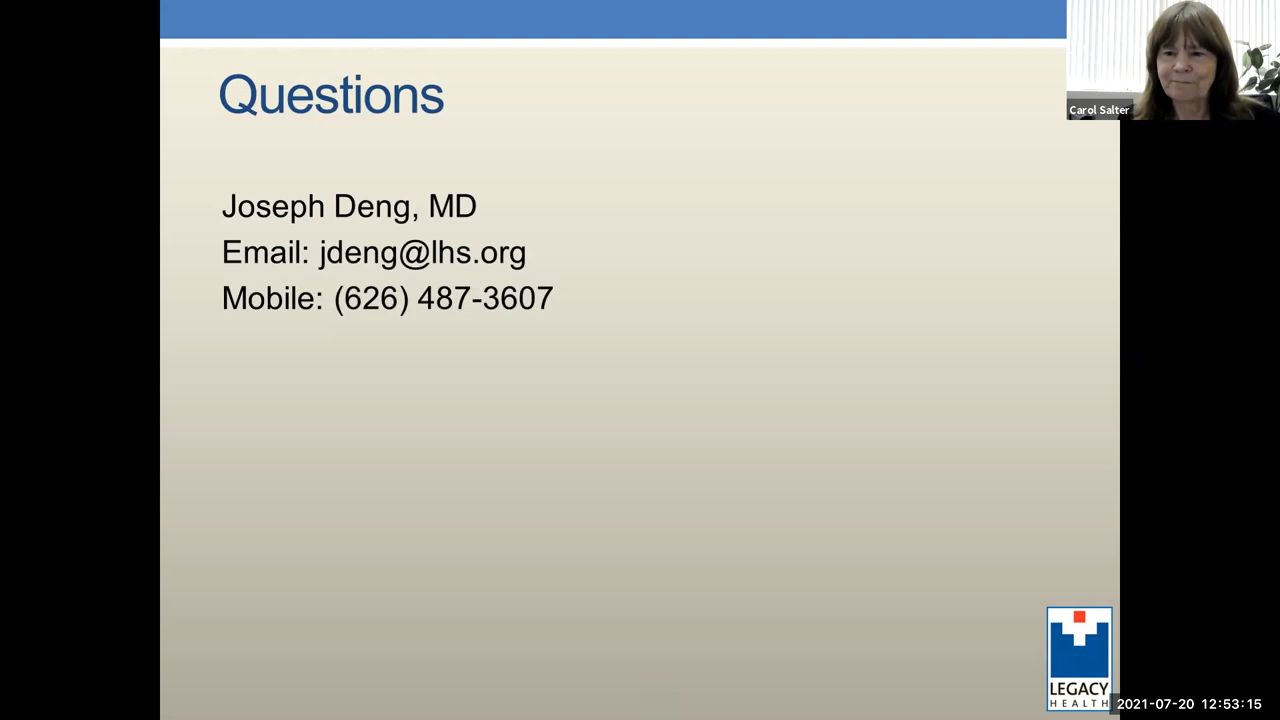 Questions
Joseph Deng, MD
Email: jdeng@lhs.org
Mobile: (626) 487-3607
Carol Salter
LEGACY
HEALTH
2021-07-20 12:53:15